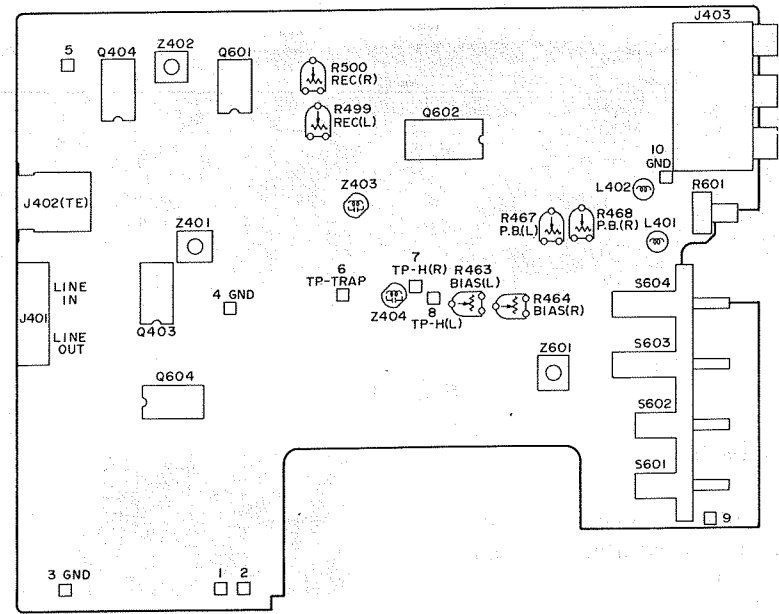 J403
5
Q404
Z402
Q601
R500
REC(R)
R499
REC(L)
Q602
10
GND
J402(TE)
Z403
L402
R601
Z401
R467
P.B.(L)
R468
P.B.(R)
L401
LINE
IN
J401
LINE
OUT
Q403
4 GND
6
TP-TRAP
7
TP-H(R)
Z404
8
TP-H(L)
R463
BIAS(L)
R464
BIAS(R)
S604
Z601
S603
Q604
S602
S601
9
3 GND
1
2